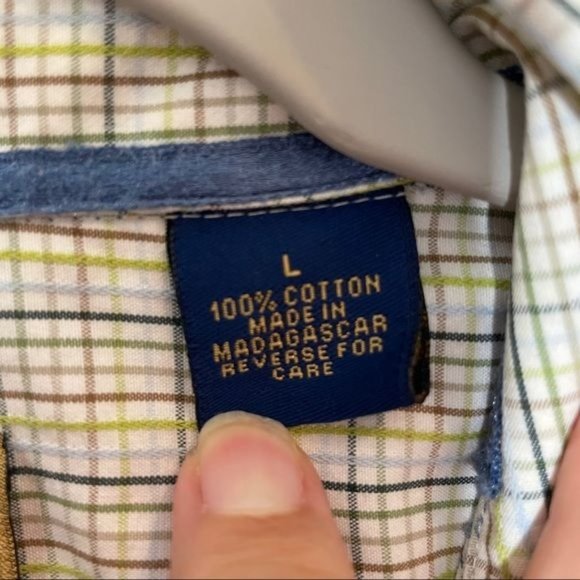 L
100% COTTON
MADE IN
MADAGASCAR
REVERSE FOR
CARE